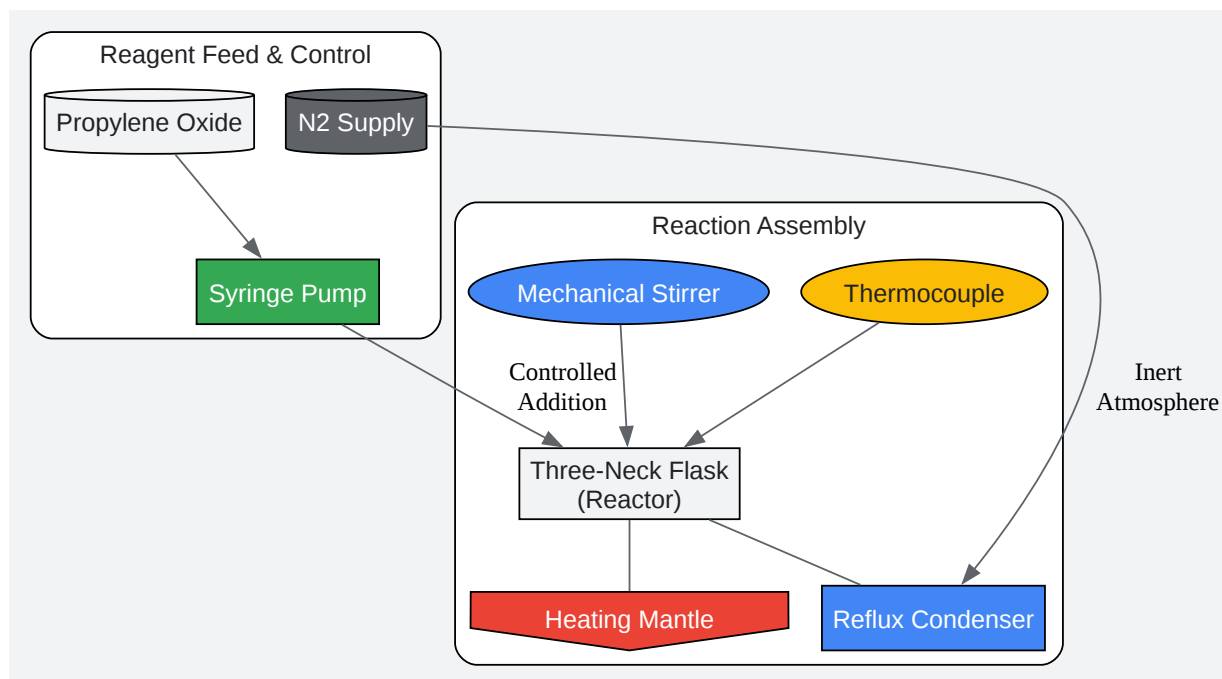 Reagent Feed & Control
Propylene Oxide
N2 Supply
Syringe Pump
Reaction Assembly
Mechanical Stirrer
Thermocouple
Controlled
Addition
Inert
Atmosphere
Three-Neck Flask
(Reactor)
Heating Mantle
Reflux Condenser